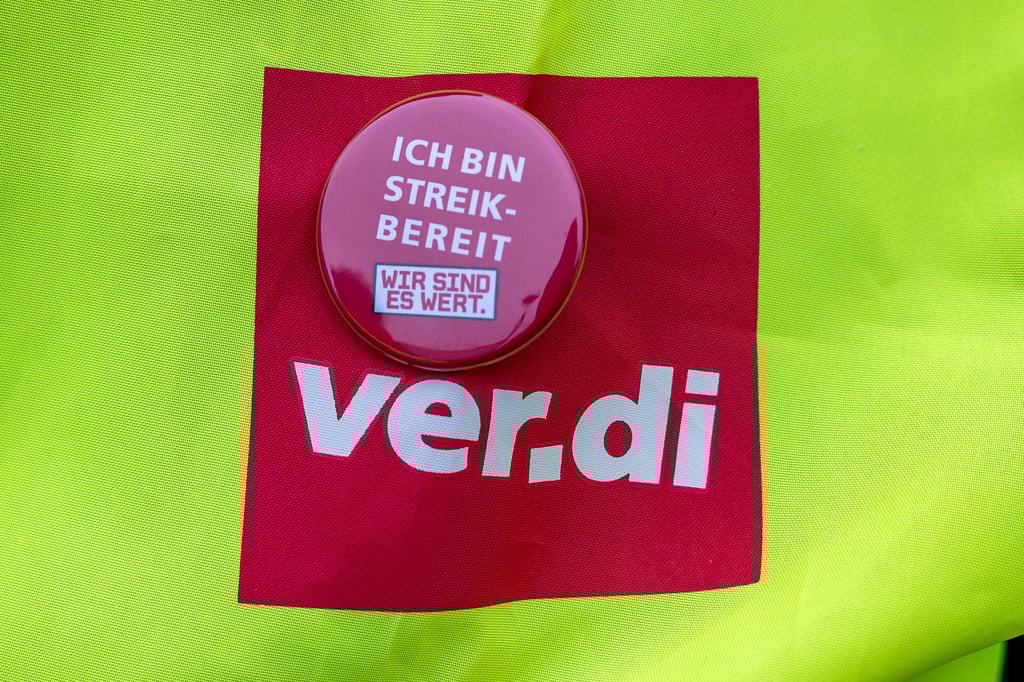 ICH BIN
STREIK-
BEREIT
WIR SIND
ES WERT.
ver.di